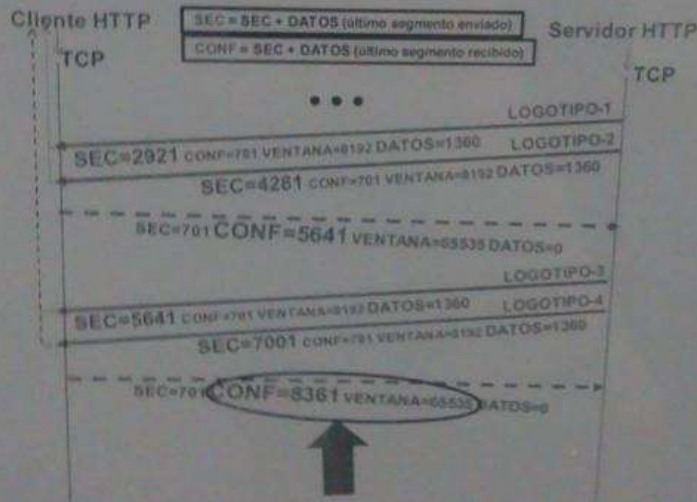 Cliente HTTP
SEC = SEC + DATOS (último segmento enviado)
CONF = SEC + DATOS (último segmento recibido)
Servidor HTTP
TCP
TCP
...
LOGOTIPO-1
SEC=2921 CONF=701 VENTANA=8192 DATOS=1360
LOGOTIPO-2
SEC=4281 CONF=701 VENTANA=8192 DATOS=1360
SEC=701 CONF=5641 VENTANA=65535 DATOS=0
LOGOTIPO-3
SEC=5641 CONF=701 VENTANA=8192 DATOS=1360
LOGOTIPO-4
SEC=7001 CONF=701 VENTANA=8192 DATOS=1360
SEC=701 CONF=8361 VENTANA=65535 DATOS=0